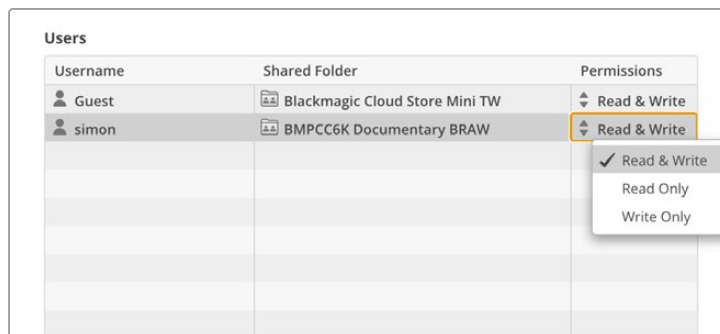 Users
Username Shared Folder Permissions
Guest Blackmagic Cloud Store Mini TW Read & Write
simon BMPCC6K Documentary BRAW Read & Write
Read & Write
Read Only
Write Only